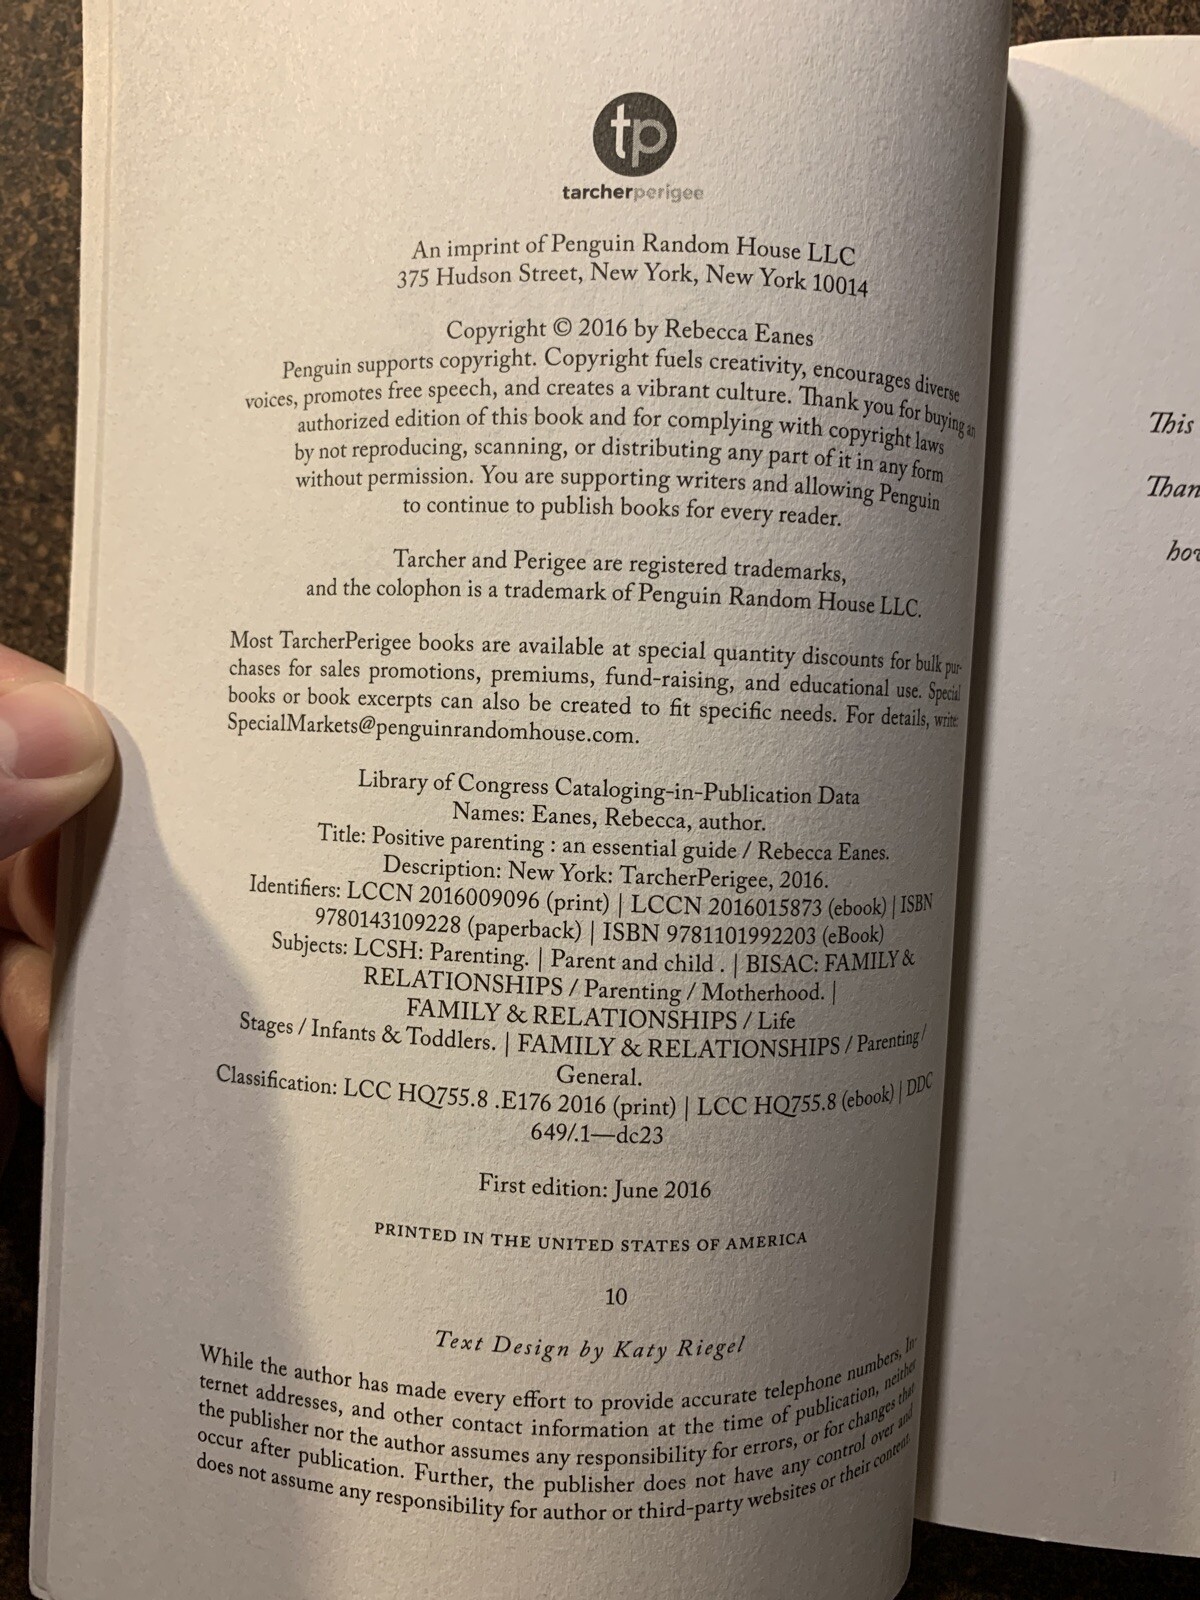 tp
tarcherperigee
An imprint of Penguin Random House LLC
375 Hudson Street, New York, New York 10014
Copyright © 2016 by Rebecca Eanes
Penguin supports copyright. Copyright fuels creativity, encourages diverse
voices, promotes free speech, and creates a vibrant culture. Thank you for buying an
authorized edition of this book and for complying with copyright laws
by not reproducing, scanning, or distributing any part of it in any form
without permission. You are supporting writers and allowing Penguin
to continue to publish books for every reader.
Tarcher and Perigee are registered trademarks,
and the colophon is a trademark of Penguin Random House LLC.
Most TarcherPerigee books are available at special quantity discounts for bulk pur-
chases for sales promotions, premiums, fund-raising, and educational use. Special
books or book excerpts can also be created to fit specific needs. For details, write:
SpecialMarkets@penguinrandomhouse.com.
Library of Congress Cataloging-in-Publication Data
Names: Eanes, Rebecca, author.
Title: Positive parenting : an essential guide / Rebecca Eanes.
Description: New York: TarcherPerigee, 2016.
Identifiers: LCCN 2016009096 (print) | LCCN 2016015873 (ebook) | ISBN
9780143109228 (paperback) | ISBN 9781101992203 (eBook)
Subjects: LCSH: Parenting. | Parent and child . | BISAC: FAMILY &
RELATIONSHIPS / Parenting / Motherhood. |
FAMILY & RELATIONSHIPS / Life
Stages / Infants & Toddlers. | FAMILY & RELATIONSHIPS / Parenting /
General.
Classification: LCC HQ755.8 .E176 2016 (print) | LCC HQ755.8 (ebook) | DDC
649/.1—dc23
First edition: June 2016
PRINTED IN THE UNITED STATES OF AMERICA
10
Text Design by Katy Riegel
While the author has made every effort to provide accurate telephone numbers, In-
ternet addresses, and other contact information at the time of publication, neither
the publisher nor the author assumes any responsibility for errors, or for changes that
occur after publication. Further, the publisher does not have any control over and
does not assume any responsibility for author or third-party websites or their content.
This